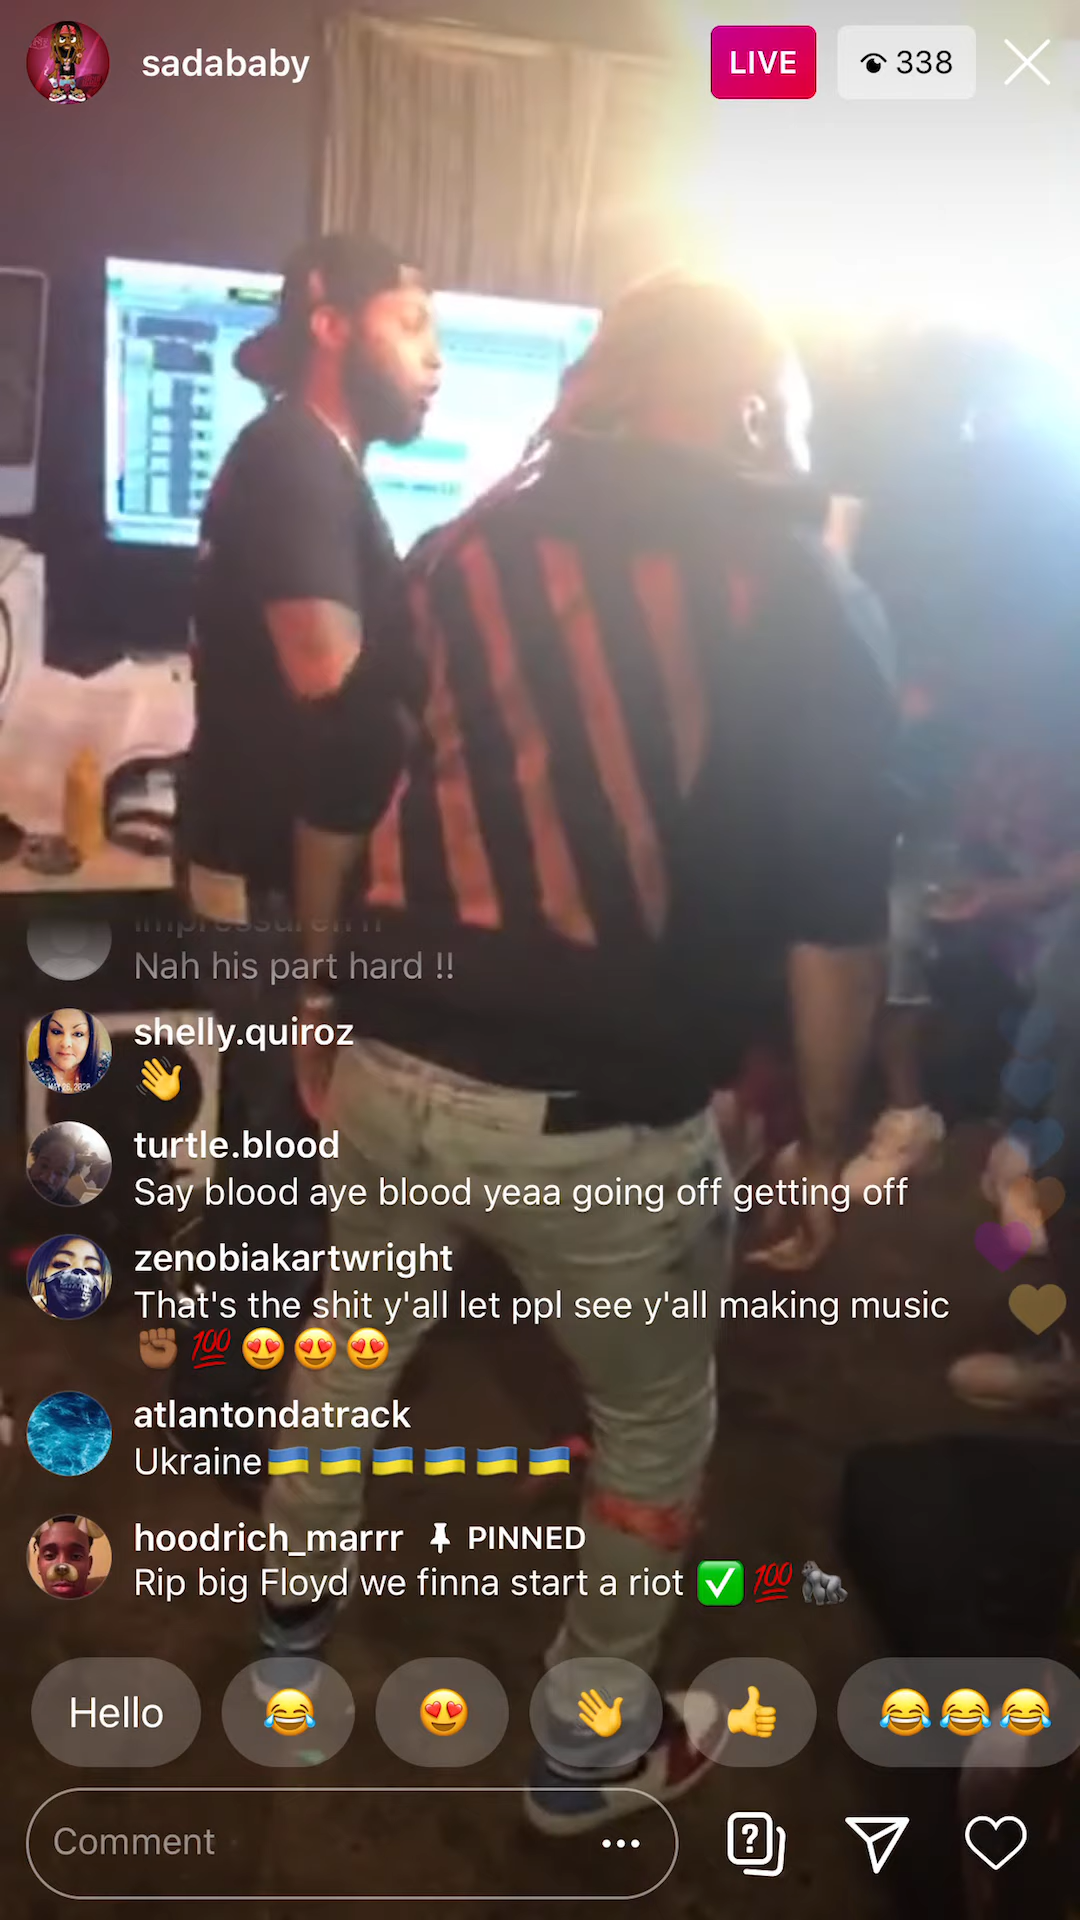 sadababy
LIVE
338
Nah his part hard !!
shelly.quiroz
👋
turtle.blood
Say blood aye blood yeaa going off getting off
zenobiakartwright
That's the shit y'all let ppl see y'all making music
✊🏾 💯 😍 😍 😍
atlantondatrack
Ukraine🇺🇦 🇺🇦 🇺🇦 🇺🇦 🇺🇦 🇺🇦
hoodrich_marrr PINNED
Rip big Floyd we finna start a riot ✅ 💯 🦍
Hello 😂 😍 👋 👍 😂😂😂
Comment